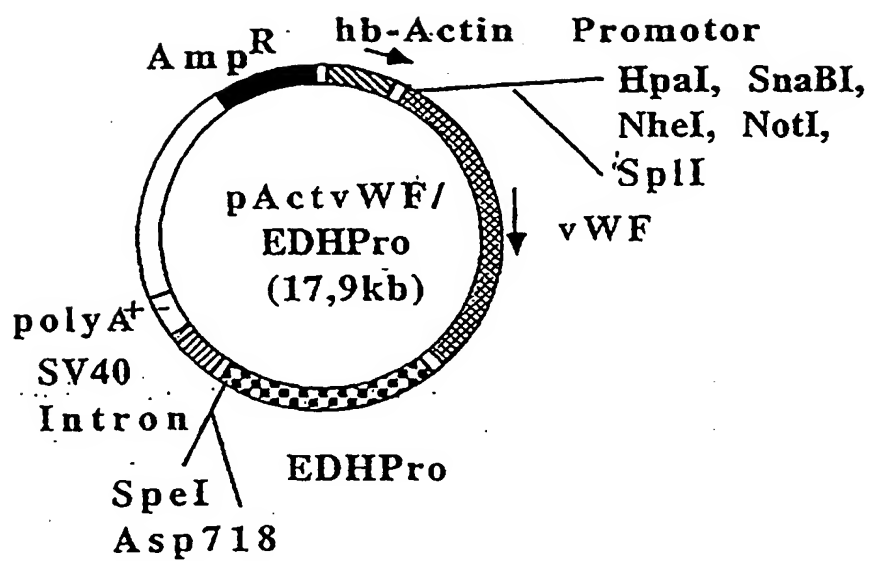 AmpR
hb-Actin Promotor
HpaI, SnaBI,
NheI, NotI,
SplI
pActvWF/
EDHPro
(17,9kb)
vWF
polyA+
SV40
Intron
EDHPro
SpeI
Asp718